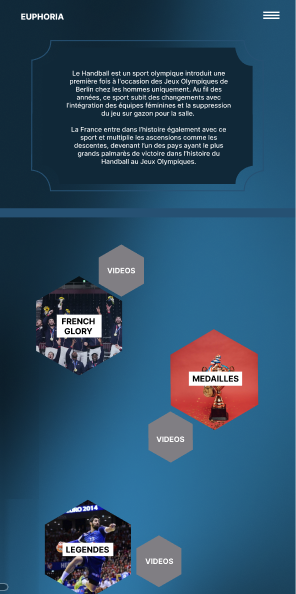 EUPHORIA
Le Handball est un sport olympique introduit une
première fois à l'occasion des Jeux Olympiques de
Berlin chez les hommes uniquement. Au fil des
années, ce sport subit des changements avec
l'intégration des équipes féminines et la suppression
du jeu sur gazon pour la salle.
La France entre dans l'histoire également avec ce
sport et multiplie les ascensions comme les
descentes, devenant l'un des pays ayant le plus
grands palmarès de victoire dans l'histoire du
Handball au Jeux Olympiques.
VIDEOS
FRENCH
GLORY
MEDAILLES
VIDEOS
EURO 2014
LEGENDES
VIDEOS